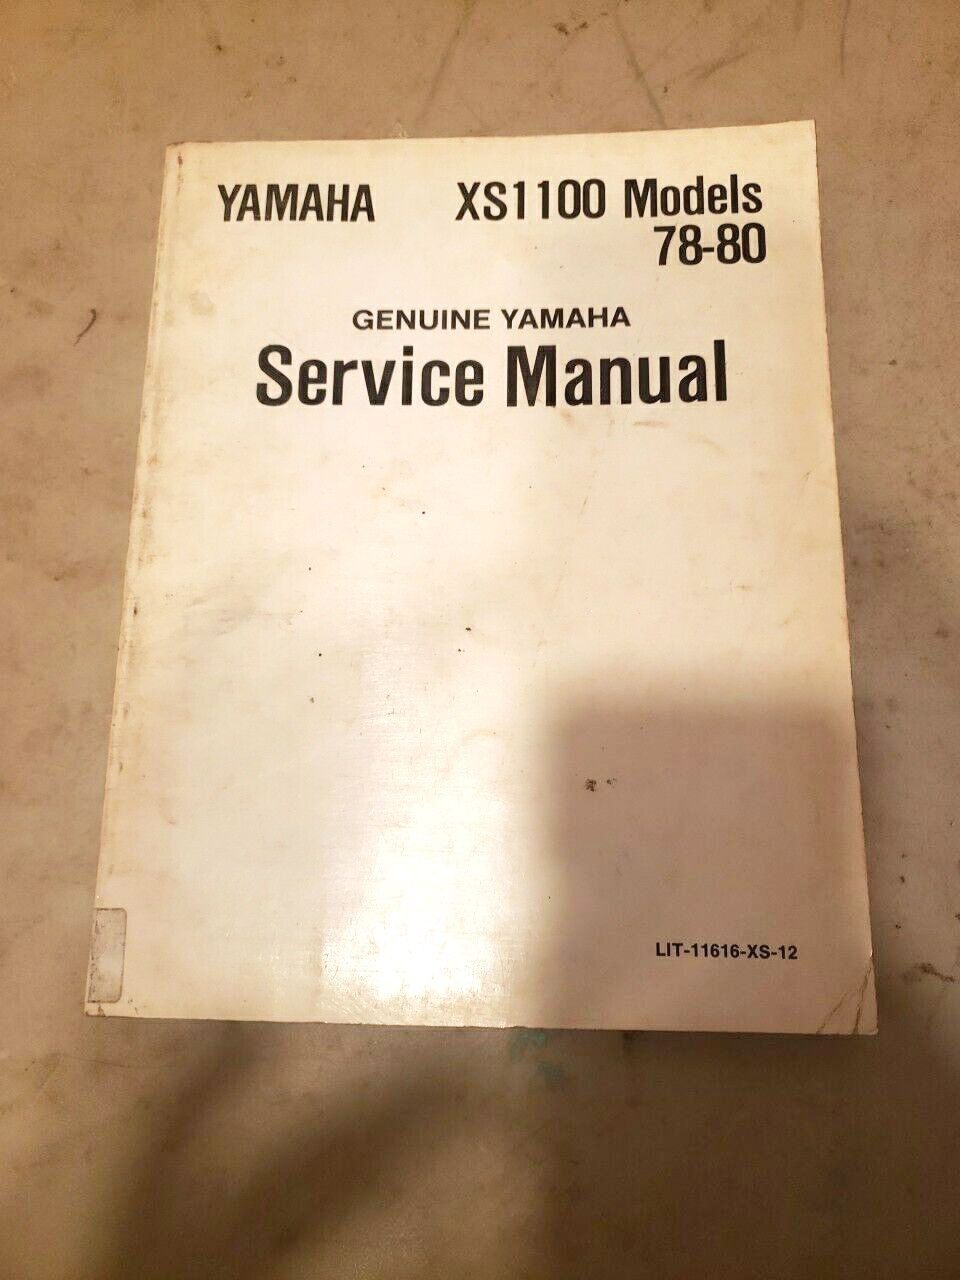 YAMAHA XS1100 Models
78-80
GENUINE YAMAHA
Service Manual
LIT-11616-XS-12